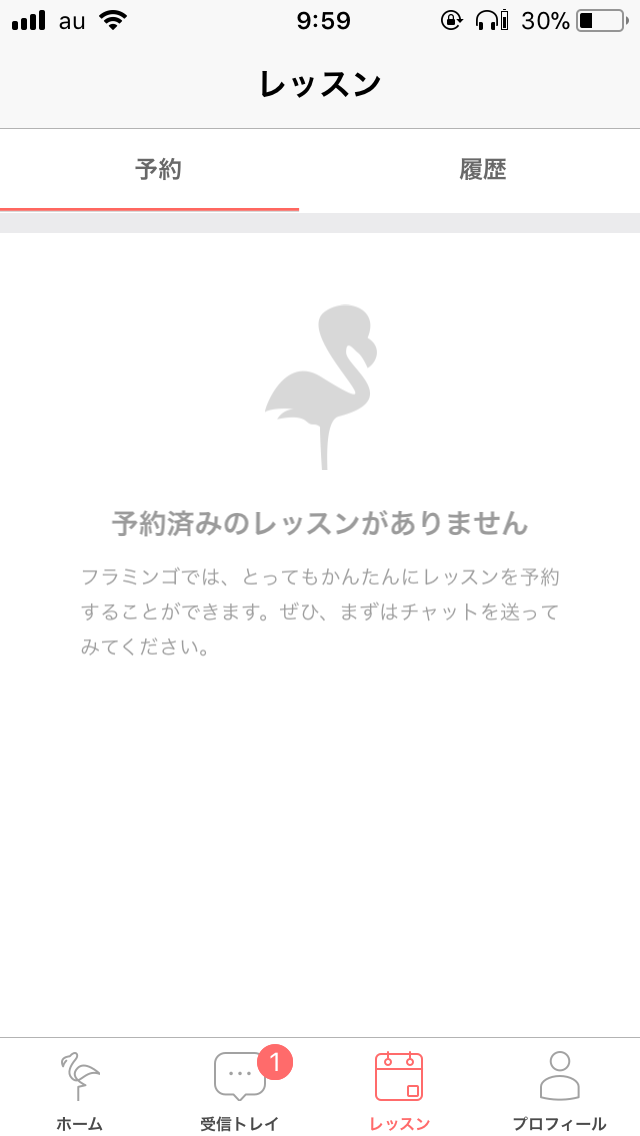 au 9:59 30%
レッスン
予約 履歴
予約済みのレッスンがありません
フラミンゴでは、とってもかんたんにレッスンを予約
することができます。ぜひ、まずはチャットを送って
みてください。
1
ホーム 受信トレイ レッスン プロフィール